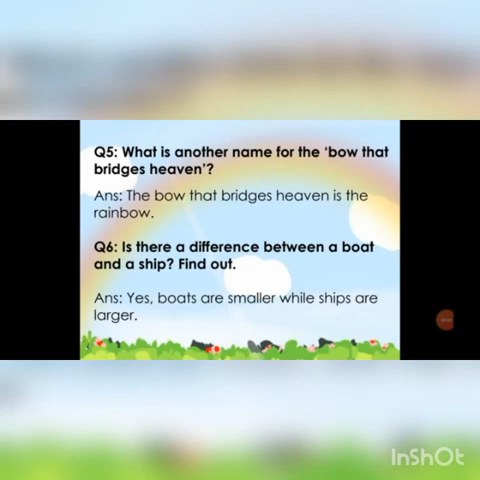 Q5: What is another name for the ‘bow that
bridges heaven’?
Ans: The bow that bridges heaven is the
rainbow.
Q6: Is there a difference between a boat
and a ship? Find out.
Ans: Yes, boats are smaller while ships are
larger.
InShOt